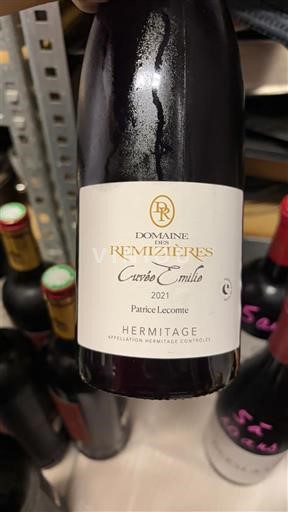 DR
DOMAINE
DES
REMIZIÈRES
Cuvée Emilie
2021
Patrice Lecomte
HERMITAGE
APPELLATION HERMITAGE CONTRÔLÉE